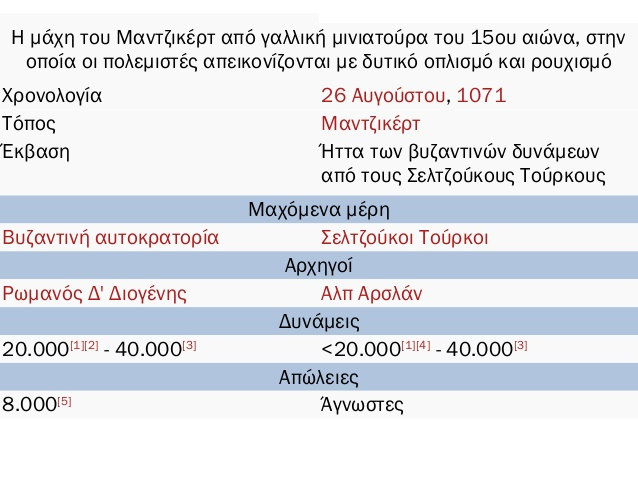 Η μάχη του Μαντζικέρτ από γαλλική μινιατούρα του 15ου αιώνα, στην
οποία οι πολεμιστές απεικονίζονται με δυτικό οπλισμό και ρουχισμό
Χρονολογία 26 Αυγούστου, 1071
Τόπος Μαντζικέρτ
Έκβαση Ήττα των βυζαντινών δυνάμεων
από τους Σελτζούκους Τούρκους
Μαχόμενα μέρη
Βυζαντινή αυτοκρατορία Σελτζούκοι Τούρκοι
Αρχηγοί
Ρωμανός Δ' Διογένης Αλπ Αρσλάν
Δυνάμεις
20.000[1][2] - 40.000[3] <20.000[1][4] - 40.000[3]
Απώλειες
8.000[5] Άγνωστες